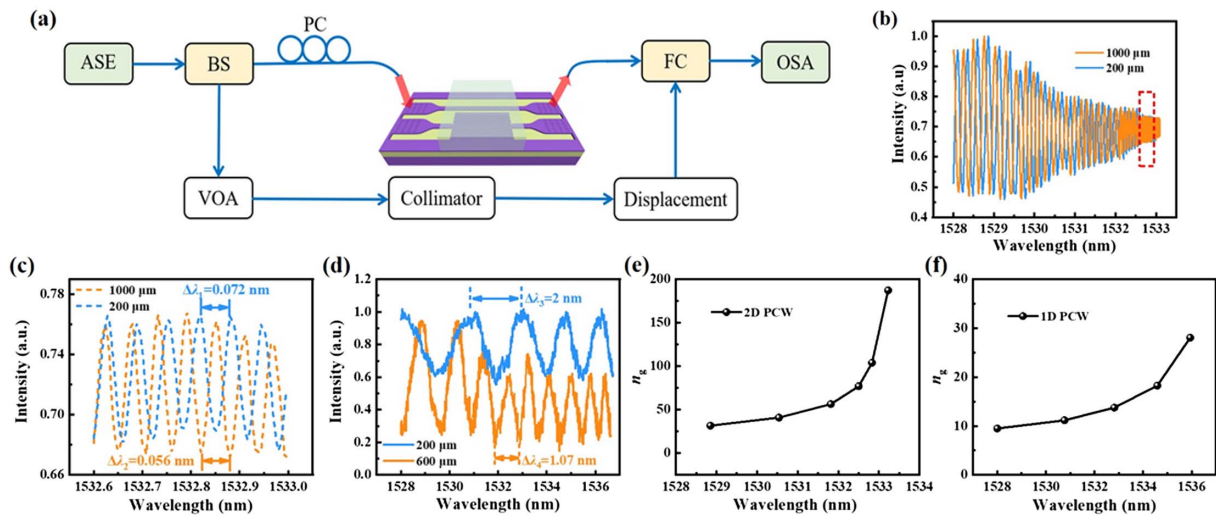 (a)
PC
ASE
BS
FC
OSA
VOA
Collimator
Displacement
(b)
1.0
0.9
0.8
0.7
0.6
0.5
0.4
Intensity (a.u)
1000 μm
200 μm
1528 1529 1530 1531 1532 1533
Wavelength (nm)
(c)
0.78
0.74
0.70
0.66
Intensity (a.u.)
1000 μm
200 μm
Δλ1=0.072 nm
Δλ2=0.056 nm
1532.6 1532.7 1532.8 1532.9 1533.0
Wavelength (nm)
(d)
1.2
1.0
0.8
0.6
0.4
0.2
0.0
Intensity (a.u.)
Δλ3=2 nm
200 μm
600 μm
Δλ4=1.07 nm
1528 1530 1532 1534 1536
Wavelength (nm)
(e)
200
150
100
50
0
ng
2D PCW
1528 1529 1530 1531 1532 1533 1534
Wavelength (nm)
(f)
40
30
20
10
0
ng
1D PCW
1528 1530 1532 1534 1536
Wavelength (nm)